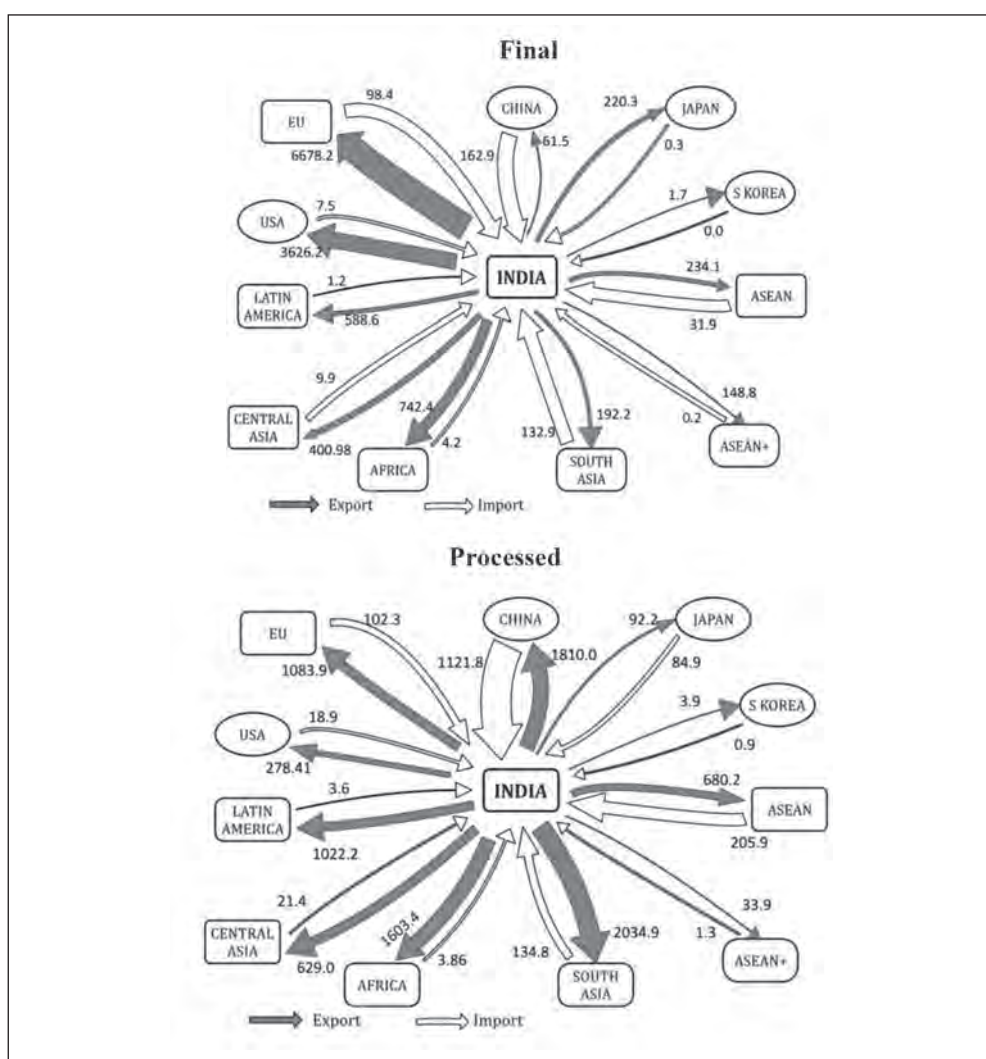 Final
98.4
EU
6678.2
CHINA
162.9
61.5
220.3
JAPAN
0.3
1.7
S KOREA
0.0
7.5
USA
3626.2
INDIA
234.1
ASEAN
31.9
1.2
LATIN
AMERICA
588.6
9.9
CENTRAL
ASIA
400.98
742.4
AFRICA
4.2
132.9
192.2
SOUTH
ASIA
148.8
0.2
ASEAN+
Export
Import
Processed
102.3
EU
1083.9
CHINA
1121.8
1810.0
92.2
JAPAN
84.9
3.9
S KOREA
0.9
18.9
USA
278.41
INDIA
680.2
ASEAN
205.9
3.6
LATIN
AMERICA
1022.2
21.4
CENTRAL
ASIA
629.0
1603.4
AFRICA
3.86
134.8
2034.9
SOUTH
ASIA
33.9
1.3
ASEAN+
Export
Import